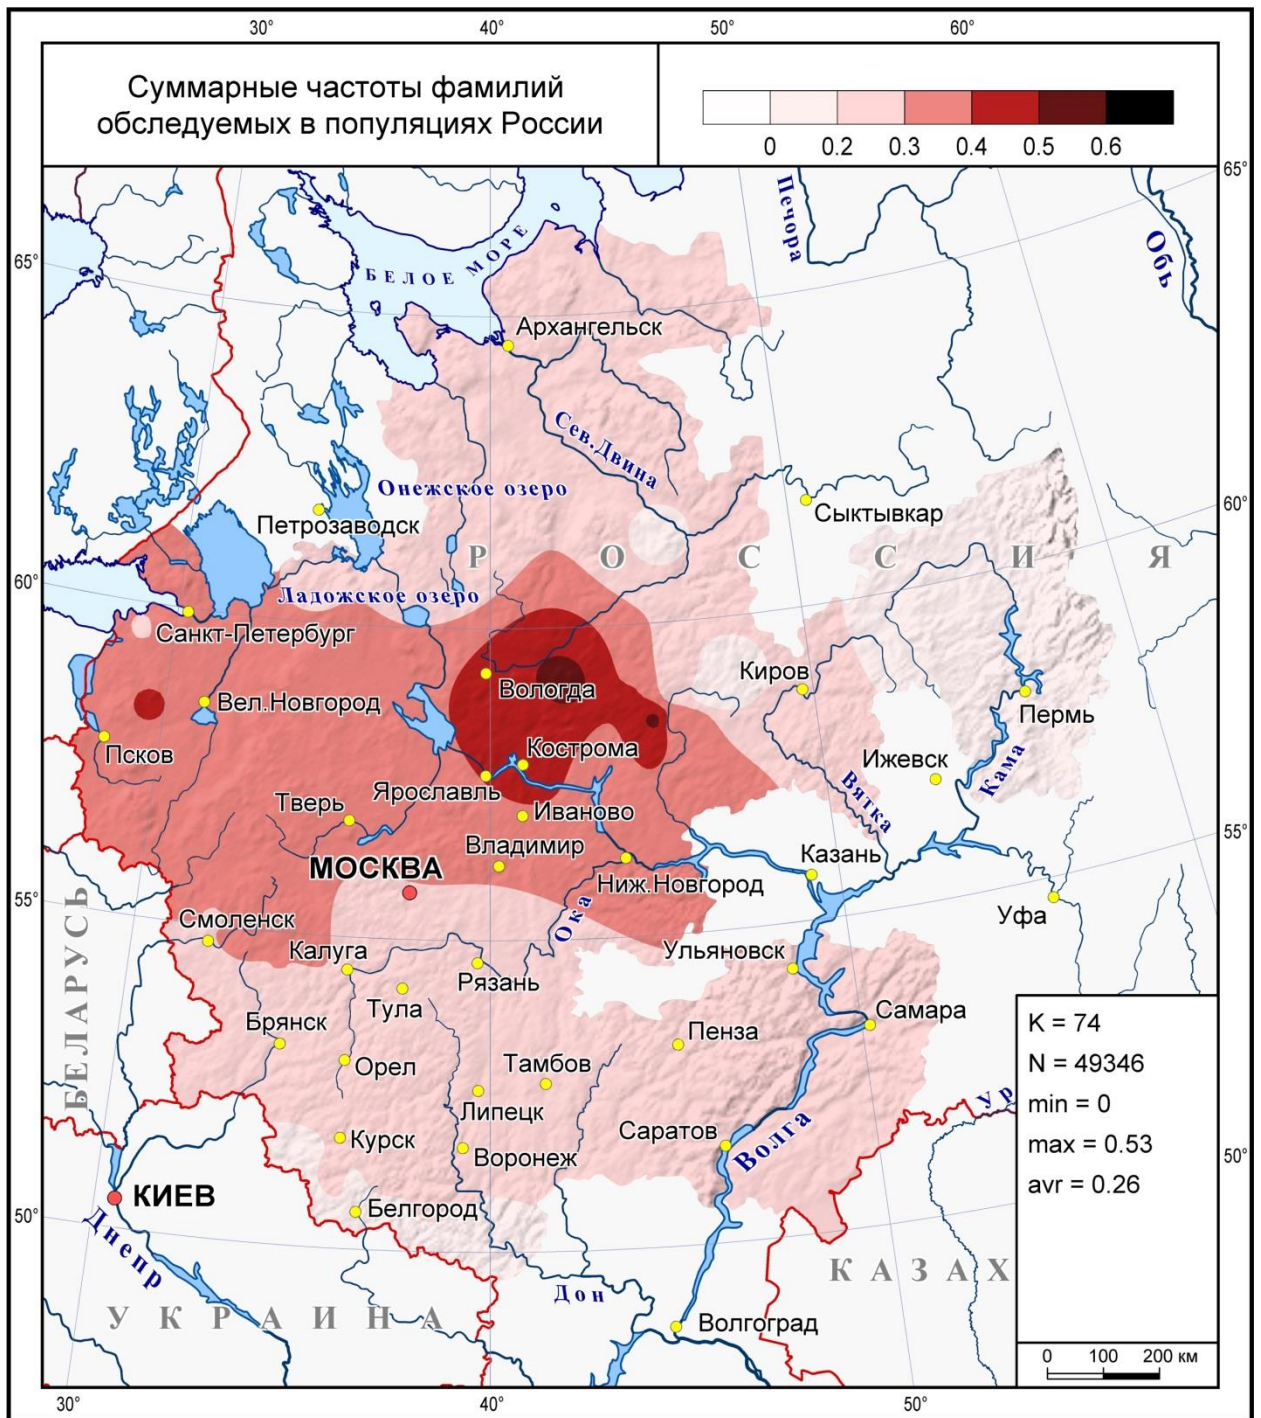 30° 40° 50° 60°
Суммарные частоты фамилий
обследуемых в популяциях России
0 0.2 0.3 0.4 0.5 0.6
65°
Печора
Обь
65°
БЕЛОЕ МОРЕ
Архангельск
Сев.Двина
Онежское озеро
Петрозаводск
Сыктывкар
60°
РОССИЯ
60°
Ладожское озеро
Санкт-Петербург
Вологда
Киров
Вел.Новгород
Пермь
Псков
Кострома
Ижевск
Кама
Ярославль
Вятка
Тверь
Иваново
55°
Владимир
Казань
МОСКВА
Ниж.Новгород
55°
Уфа
Смоленск
Ока
Калуга
Ульяновск
Рязань
БЕЛАРУСЬ
Тула
Самара
Брянск
Пенза
K = 74
Орел
Тамбов
N = 49346
Липецк
Ур
min = 0
Курск
Саратов
Волга
max = 0.53
Воронеж
50°
avr = 0.26
КИЕВ
Белгород
50°
Днепр
КАЗАХ
Дон
УКРАИНА
Волгоград
0 100 200 км
30° 40° 50°